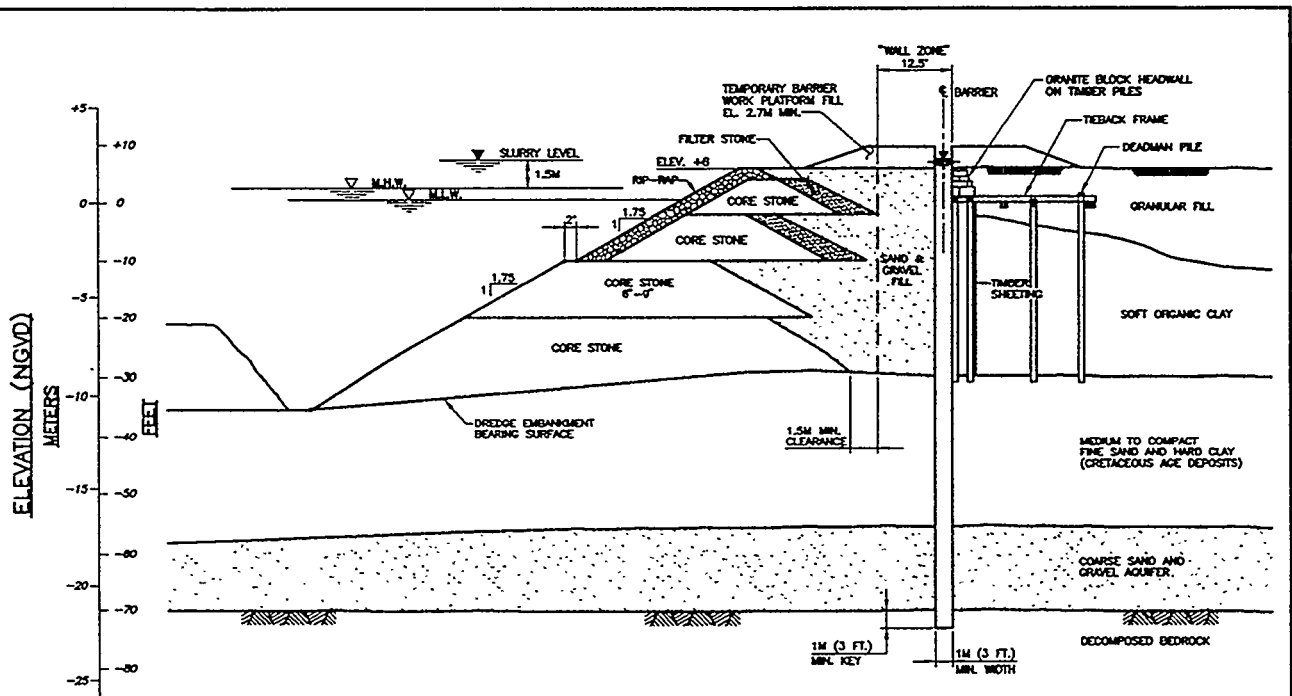 "WALL ZONE"
12.5"
℄ BARRIER
GRANITE BLOCK HEADWALL
ON TIMBER PILES
TIEBACK FRAME
DEADMAN PILE
TEMPORARY BARRIER
WORK PLATFORM FILL
EL. 2.7M MIN.
FILTER STONE
ELEV. +6
RIP-RAP
SLURRY LEVEL
1.5M
M.H.W.
M.L.W.
+5
+10
0
0
-10
-5
-20
-30
-10
-40
-15
-50
-60
-20
-70
-80
-25
ELEVATION (NGVD)
METERS
FEET
CORE STONE
1.75
1
2"
CORE STONE
1.75
1
CORE STONE
6"-0"
CORE STONE
SAND &
GRAVEL
FILL
TIMBER
SHEETING
GRANULAR FILL
SOFT ORGANIC CLAY
DREDGE EMBANKMENT
BEARING SURFACE
1.5M MIN.
CLEARANCE
MEDIUM TO COMPACT
FINE SAND AND HARD CLAY
(CRETACEOUS AGE DEPOSITS)
COARSE SAND AND
GRAVEL AQUIFER.
1M (3 FT.)
MIN. KEY
1M (3 FT.)
MIN. WIDTH
DECOMPOSED BEDROCK